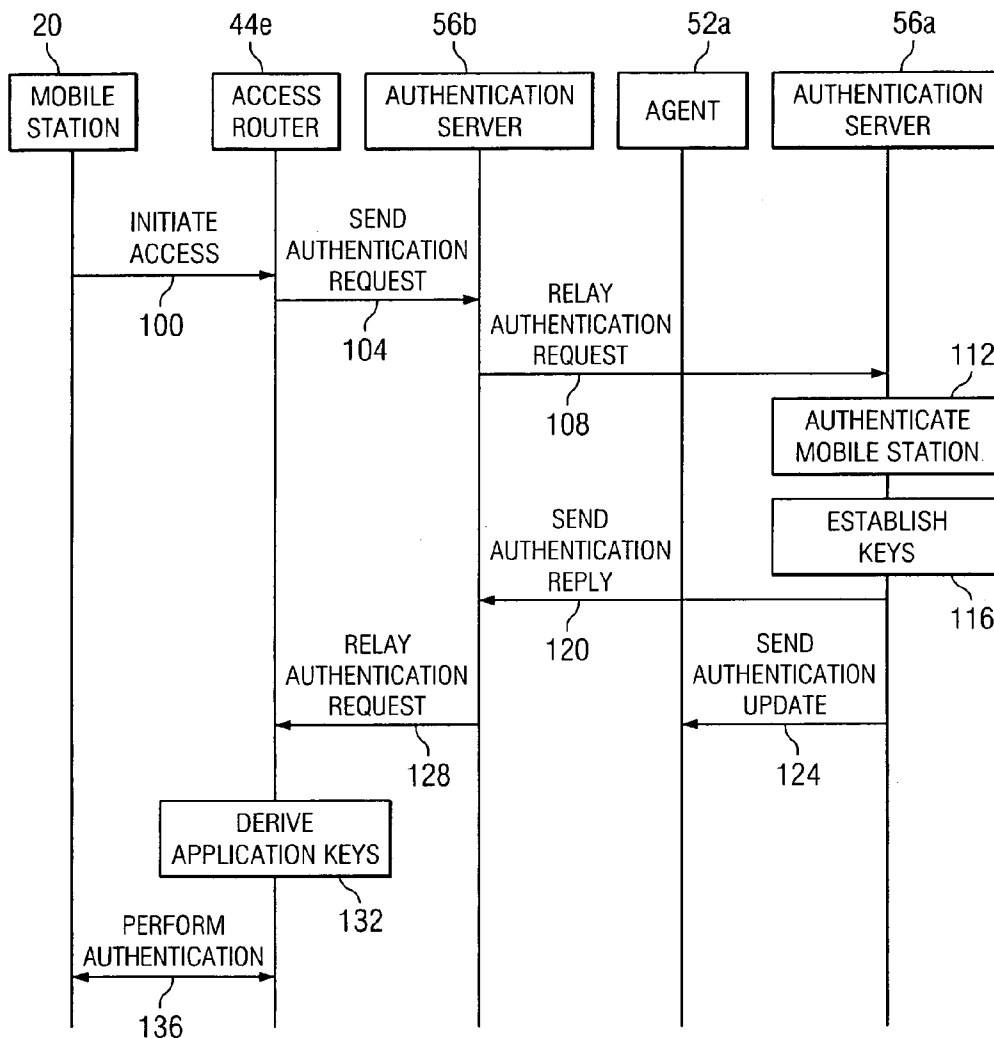 20
44e
56b
52a
56a
MOBILE
STATION
ACCESS
ROUTER
AUTHENTICATION
SERVER
AGENT
AUTHENTICATION
SERVER
INITIATE
ACCESS
100
SEND
AUTHENTICATION
REQUEST
104
RELAY
AUTHENTICATION
REQUEST
108
112
AUTHENTICATE
MOBILE STATION
ESTABLISH
KEYS
116
SEND
AUTHENTICATION
REPLY
120
SEND
AUTHENTICATION
UPDATE
124
RELAY
AUTHENTICATION
REQUEST
128
DERIVE
APPLICATION KEYS
132
PERFORM
AUTHENTICATION
136